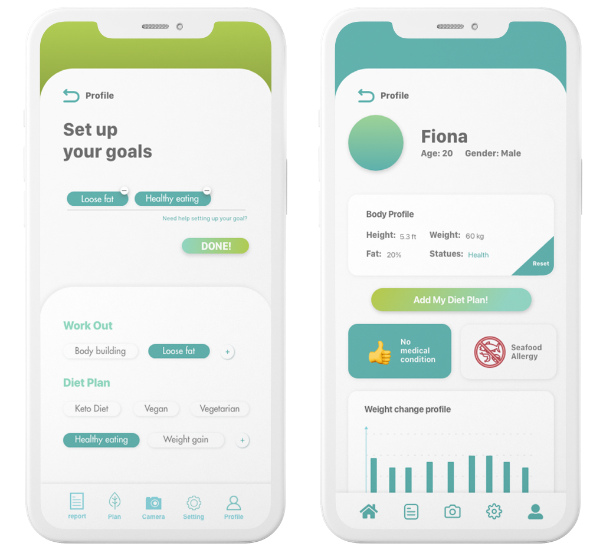 Profile
Set up
your goals
Loose fat
Healthy eating
Need help setting up your goal?
DONE!
Work Out
Body building
Loose fat
+
Diet Plan
Keto Diet
Vegan
Vegetarian
Healthy eating
Weight gain
+
report
Plan
Camera
Setting
Profile
Profile
Fiona
Age: 20 Gender: Male
Body Profile
Height: 5.3 ft Weight: 60 kg
Fat: 20% Statues: Health
Reset
Add My Diet Plan!
No
medical
condition
Seafood
Allergy
Weight change profile